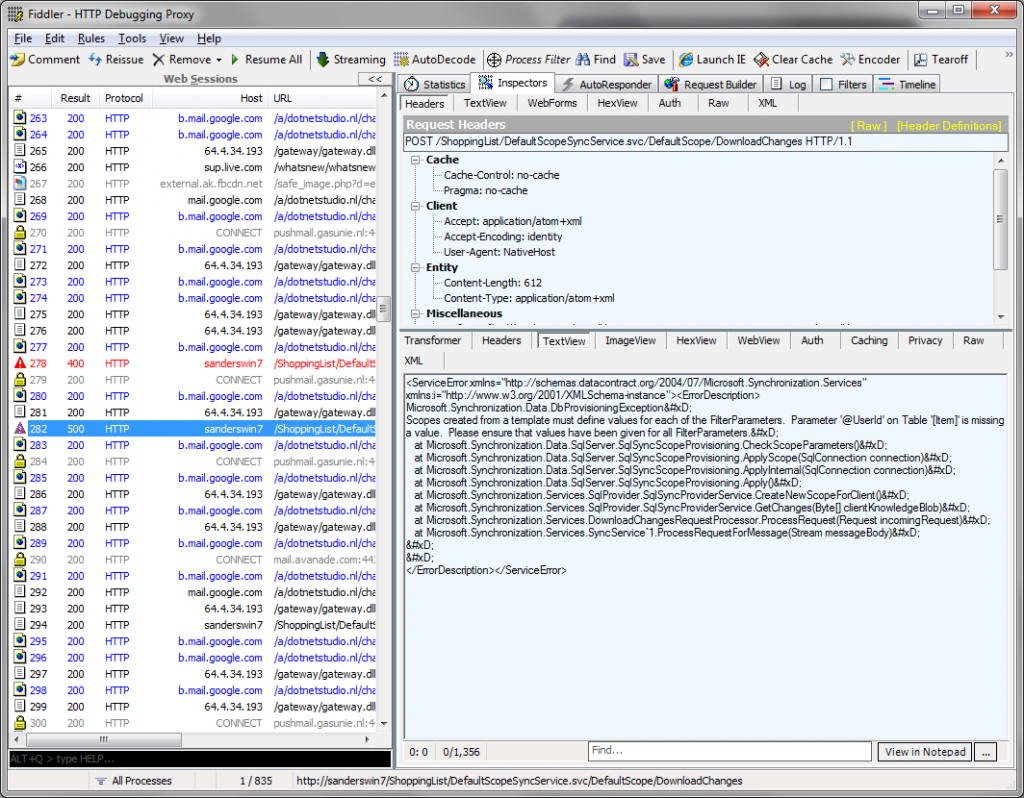 Fiddler - HTTP Debugging Proxy
File Edit Rules Tools View Help
Comment Reissue Remove Resume All Streaming AutoDecode Process Filter Find Save Launch IE Clear Cache Encoder Tearoff »
Web Sessions <<
# Result Protocol Host URL
263 200 HTTP b.mail.google.com /a/dotnetstudio.nl/cha
264 200 HTTP b.mail.google.com /a/dotnetstudio.nl/cha
265 200 HTTP 64.4.34.193 /gateway/gateway.dll
266 200 HTTP sup.live.com /whatsnew/whatsnew
267 200 HTTP external.ak.fbcdn.net /safe_image.php?d=e
268 200 HTTP mail.google.com /a/dotnetstudio.nl/cha
269 200 HTTP b.mail.google.com /a/dotnetstudio.nl/cha
270 200 HTTP CONNECT pushmail.gasunie.nl:4
271 200 HTTP b.mail.google.com /a/dotnetstudio.nl/cha
272 200 HTTP 64.4.34.193 /gateway/gateway.dll
273 200 HTTP b.mail.google.com /a/dotnetstudio.nl/cha
274 200 HTTP b.mail.google.com /a/dotnetstudio.nl/cha
275 200 HTTP 64.4.34.193 /gateway/gateway.dll
276 200 HTTP 64.4.34.193 /gateway/gateway.dll
277 200 HTTP b.mail.google.com /a/dotnetstudio.nl/cha
278 400 HTTP sanderswin7 /ShoppingList/DefaultS
279 200 HTTP CONNECT pushmail.gasunie.nl:4
280 200 HTTP b.mail.google.com /a/dotnetstudio.nl/cha
281 200 HTTP 64.4.34.193 /gateway/gateway.dll
282 500 HTTP sanderswin7 /ShoppingList/DefaultS
283 200 HTTP b.mail.google.com /a/dotnetstudio.nl/cha
284 200 HTTP CONNECT pushmail.gasunie.nl:4
285 200 HTTP b.mail.google.com /a/dotnetstudio.nl/cha
286 200 HTTP 64.4.34.193 /gateway/gateway.dll
287 200 HTTP b.mail.google.com /a/dotnetstudio.nl/cha
288 200 HTTP 64.4.34.193 /gateway/gateway.dll
289 200 HTTP b.mail.google.com /a/dotnetstudio.nl/cha
290 200 HTTP CONNECT mail.avanade.com:443
291 200 HTTP b.mail.google.com /a/dotnetstudio.nl/cha
292 200 HTTP mail.google.com /a/dotnetstudio.nl/cha
293 200 HTTP 64.4.34.193 /gateway/gateway.dll
294 200 HTTP sanderswin7 /ShoppingList/DefaultS
295 200 HTTP b.mail.google.com /a/dotnetstudio.nl/cha
296 200 HTTP b.mail.google.com /a/dotnetstudio.nl/cha
297 200 HTTP 64.4.34.193 /gateway/gateway.dll
298 200 HTTP b.mail.google.com /a/dotnetstudio.nl/cha
299 200 HTTP 64.4.34.193 /gateway/gateway.dll
300 200 HTTP CONNECT pushmail.gasunie.nl:4
ALT+Q > type HELP...
Statistics Inspectors AutoResponder Request Builder Log Filters Timeline
Headers TextView WebForms HexView Auth Raw XML
Request Headers [ Raw ] [Header Definitions]
POST /ShoppingList/DefaultScopeSyncService.svc/DefaultScope/DownloadChanges HTTP/1.1
Cache
Cache-Control: no-cache
Pragma: no-cache
Client
Accept: application/atom+xml
Accept-Encoding: identity
User-Agent: NativeHost
Entity
Content-Length: 612
Content-Type: application/atom+xml
Miscellaneous
Transformer Headers TextView ImageView HexView WebView Auth Caching Privacy Raw
XML
<ServiceError xmlns="http://schemas.datacontract.org/2004/07/Microsoft.Synchronization.Services"
xmlns:i="http://www.w3.org/2001/XMLSchema-instance"><ErrorDescription>
Microsoft.Synchronization.Data.DbProvisioningException&#xD;
Scopes created from a template must define values for each of the FilterParameters.  Parameter '@UserId' on Table '[Item]' is missing
a value.  Please ensure that values have been given for all FilterParameters.&#xD;
at Microsoft.Synchronization.Data.SqlServer.SqlSyncScopeProvisioning.CheckScopeParameters()&#xD;
at Microsoft.Synchronization.Data.SqlServer.SqlSyncScopeProvisioning.ApplyScope(SqlConnection connection)&#xD;
at Microsoft.Synchronization.Data.SqlServer.SqlSyncScopeProvisioning.ApplyInternal(SqlConnection connection)&#xD;
at Microsoft.Synchronization.Data.SqlServer.SqlSyncScopeProvisioning.Apply()&#xD;
at Microsoft.Synchronization.Services.SqlProvider.SqlSyncProviderService.CreateNewScopeForClient()&#xD;
at Microsoft.Synchronization.Services.SqlProvider.SqlSyncProviderService.GetChanges(Byte[] clientKnowledgeBlob)&#xD;
at Microsoft.Synchronization.Services.DownloadChangesRequestProcessor.ProcessRequest(Request incomingRequest)&#xD;
at Microsoft.Synchronization.Services.SyncService`1.ProcessRequestForMessage(Stream messageBody)&#xD;
&#xD;
&#xD;
</ErrorDescription></ServiceError>
0: 0 0/1,356 Find... View in Notepad ...
All Processes 1 / 835 http://sanderswin7/ShoppingList/DefaultScopeSyncService.svc/DefaultScope/DownloadChanges